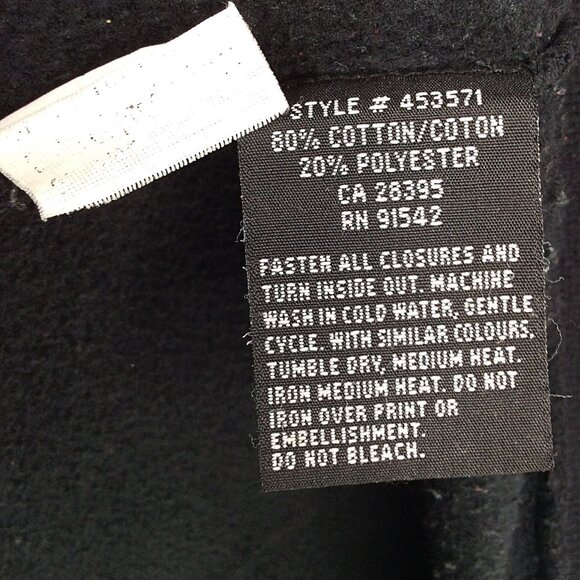 STYLE # 453571
80% COTTON/COTON
20% POLYESTER
CA 28395
RN 91542
FASTEN ALL CLOSURES AND
TURN INSIDE OUT. MACHINE
WASH IN COLD WATER, GENTLE
CYCLE, WITH SIMILAR COLOURS.
TUMBLE DRY, MEDIUM HEAT.
IRON MEDIUM HEAT. DO NOT
IRON OVER PRINT OR
EMBELLISHMENT.
DO NOT BLEACH.